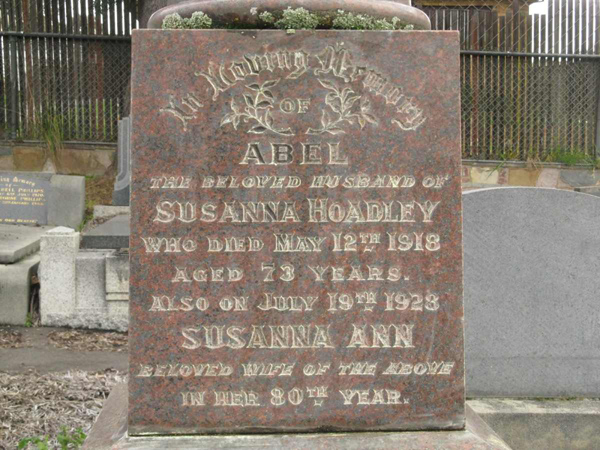 In Loving Memory
OF
ABEL
THE BELOVED HUSBAND OF
SUSANNA HOADLEY
WHO DIED MAY 12TH 1918
AGED 73 YEARS.
ALSO ON JULY 19TH 1928
SUSANNA ANN
BELOVED WIFE OF THE ABOVE
IN HER 80TH YEAR.